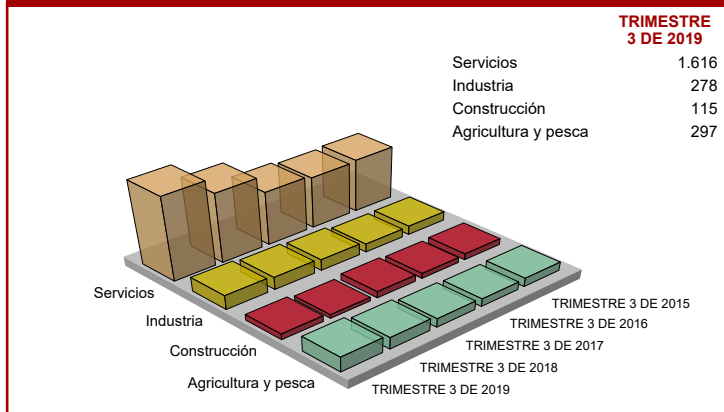 TRIMESTRE
3 DE 2019
Servicios 1.616
Industria 278
Construcción 115
Agricultura y pesca 297
Servicios
Industria
Construcción
Agricultura y pesca
TRIMESTRE 3 DE 2015
TRIMESTRE 3 DE 2016
TRIMESTRE 3 DE 2017
TRIMESTRE 3 DE 2018
TRIMESTRE 3 DE 2019